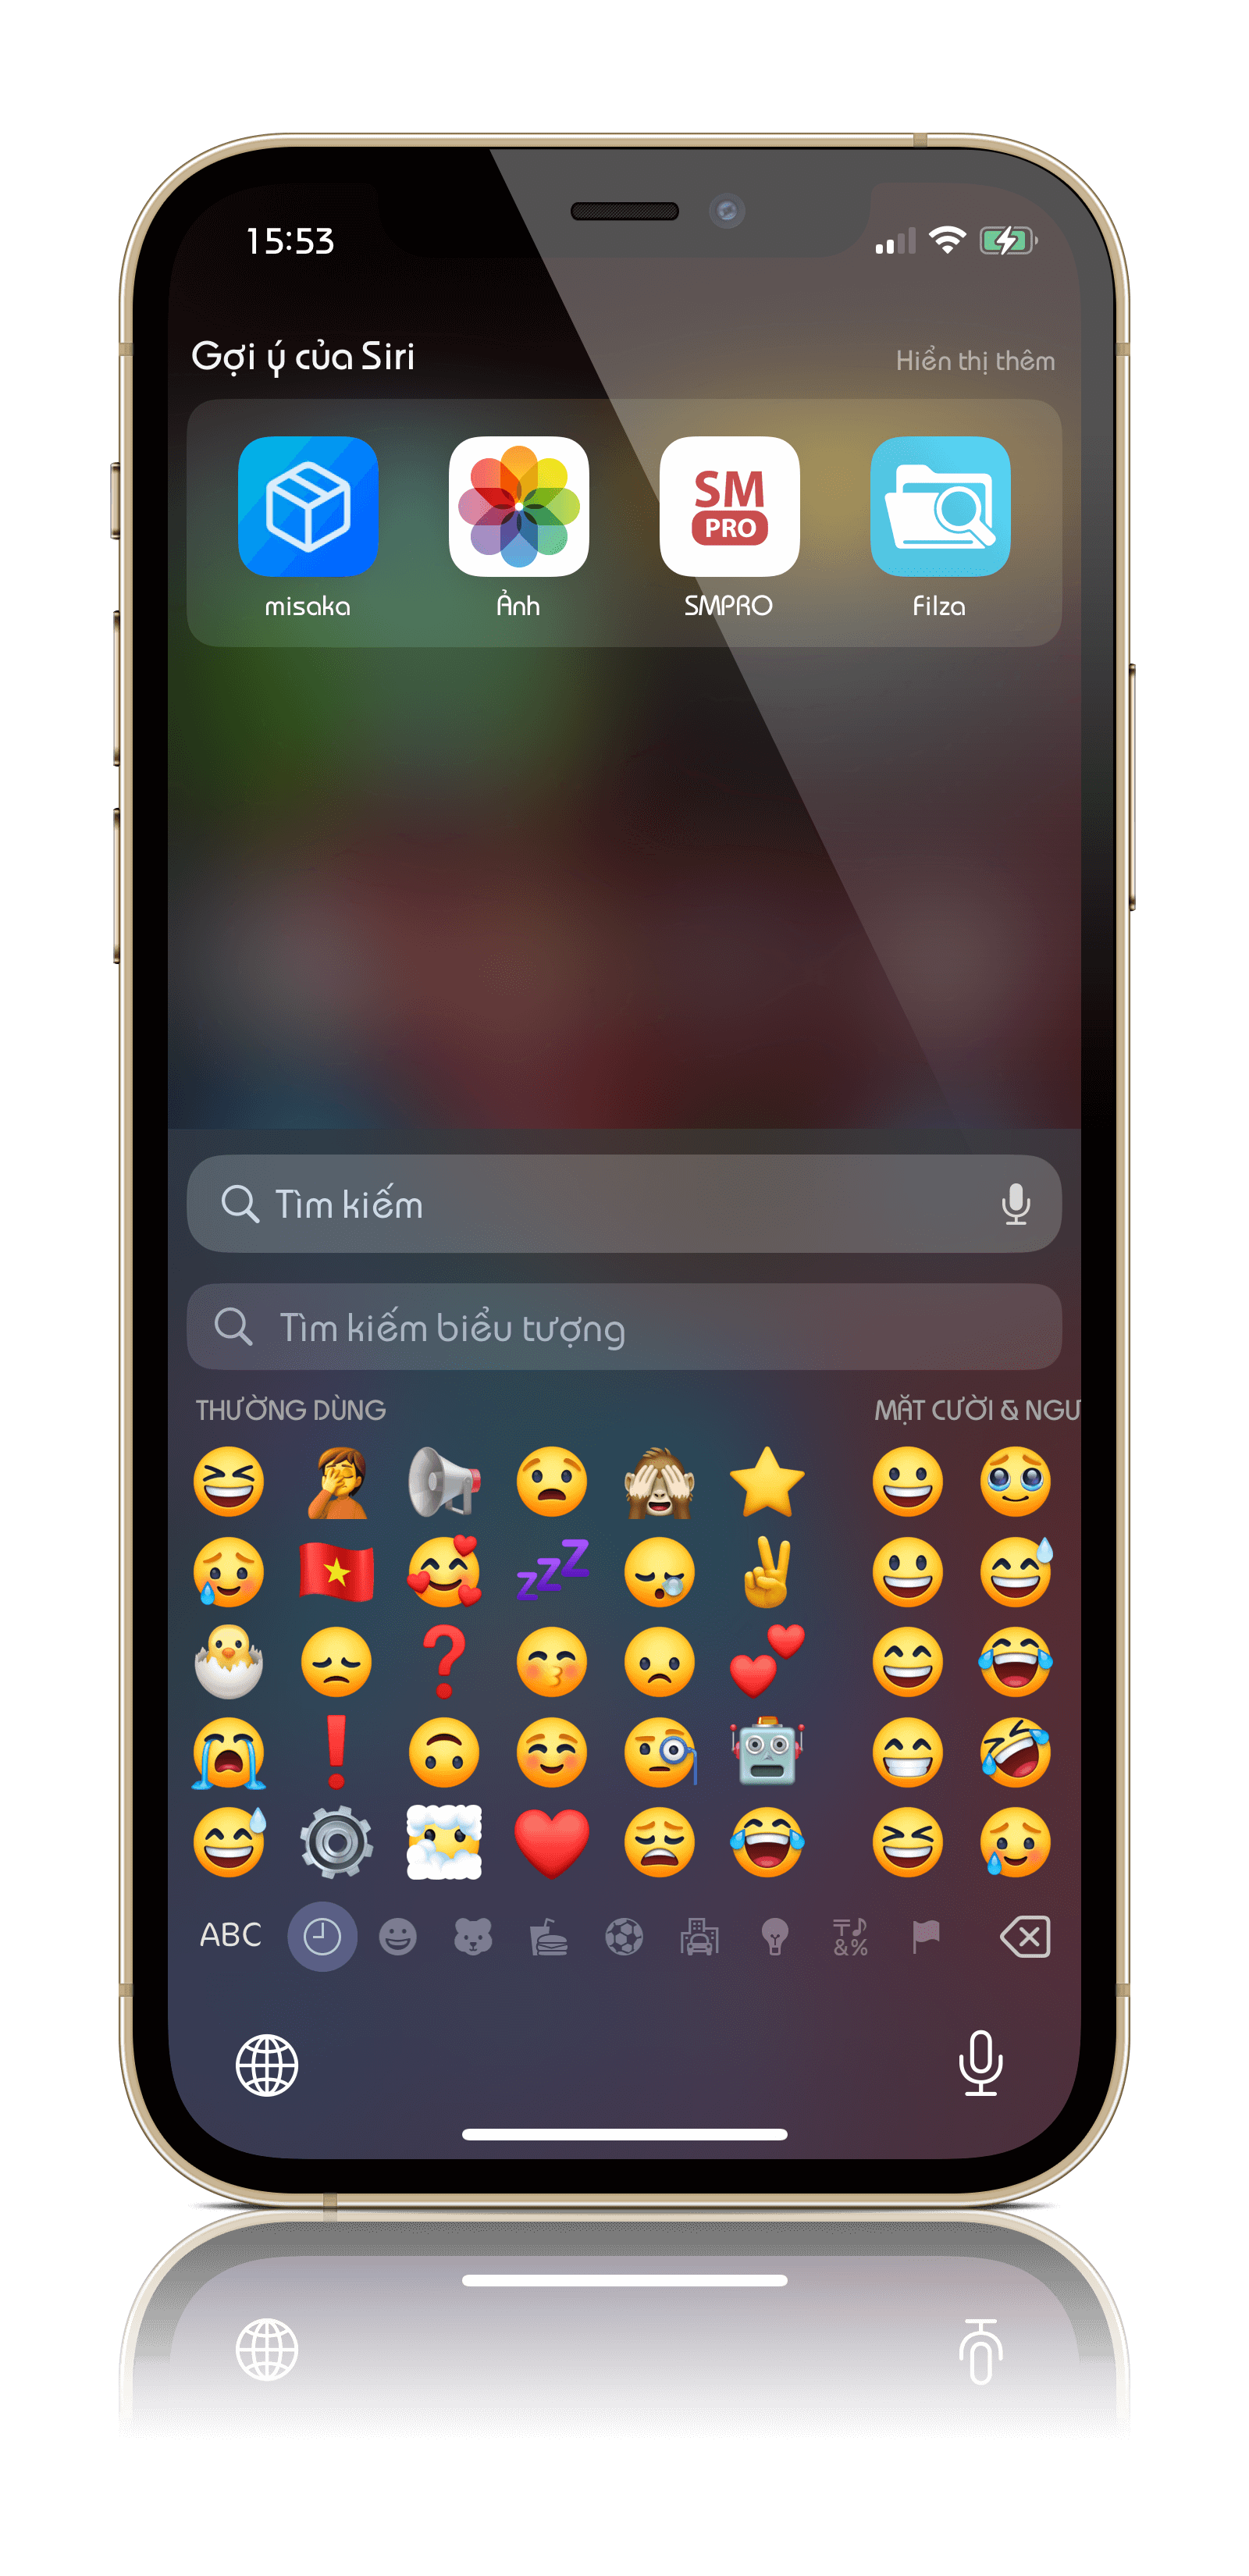 15:53
Gợi ý của Siri
Hiển thị thêm
SM
PRO
misaka
Ảnh
SMPRO
Filza
Tìm kiếm
Tìm kiếm biểu tượng
THƯỜNG DÙNG
MẶT CƯỜI & NGƯ
ABC